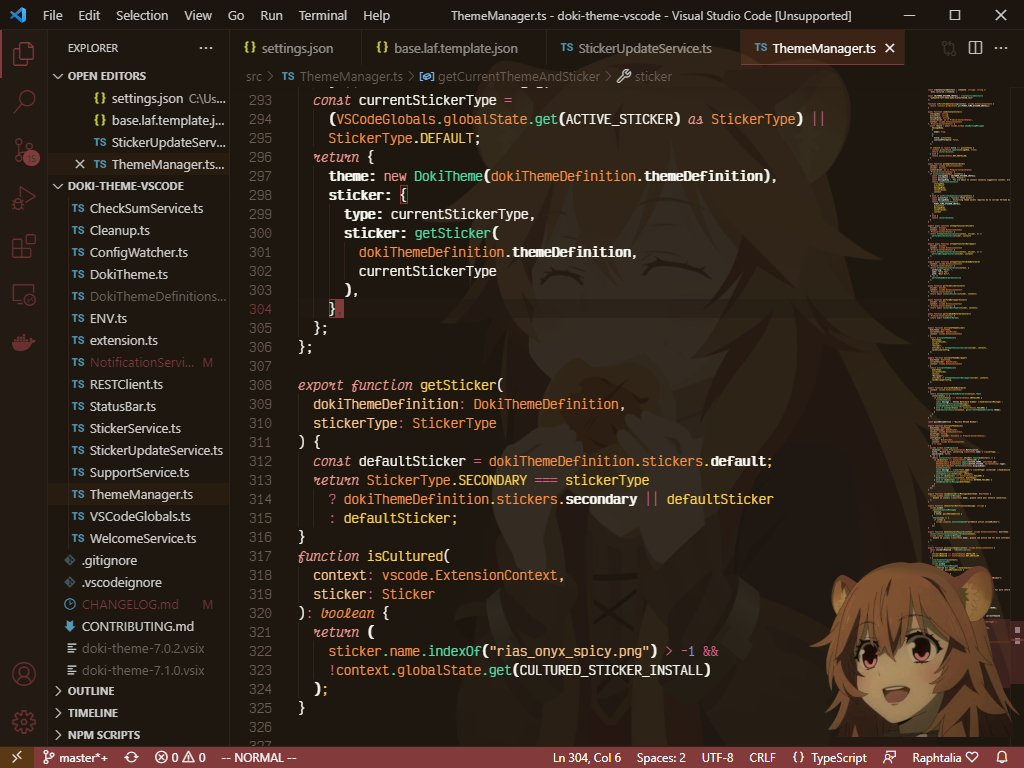 File Edit Selection View Go Run Terminal Help ThemeManager.ts - doki-theme-vscode - Visual Studio Code [Unsupported]
EXPLORER
settings.json base.laf.template.json TS StickerUpdateService.ts TS ThemeManager.ts
src > TS ThemeManager.ts > getCurrentThemeAndSticker > sticker
OPEN EDITORS
settings.json C:\Us...
base.laf.template.j...
TS StickerUpdateServ...
TS ThemeManager.ts...
DOKI-THEME-VSCODE
TS CheckSumService.ts
TS Cleanup.ts
TS ConfigWatcher.ts
TS DokiTheme.ts
TS DokiThemeDefinitions...
TS ENV.ts
TS extension.ts
TS NotificationServi... M
TS RESTClient.ts
TS StatusBar.ts
TS StickerService.ts
TS StickerUpdateService.ts
TS SupportService.ts
TS ThemeManager.ts
TS VSCodeGlobals.ts
TS WelcomeService.ts
.gitignore
.vscodeignore
CHANGELOG.md M
CONTRIBUTING.md
doki-theme-7.0.2.vsix
doki-theme-7.1.0.vsix
OUTLINE
TIMELINE
NPM SCRIPTS
293 const currentStickerType =
294 (VSCodeGlobals.globalState.get(ACTIVE_STICKER) as StickerType) ||
295 StickerType.DEFAULT;
296 return {
297 theme: new DokiTheme(dokiThemeDefinition.themeDefinition),
298 sticker: {
299 type: currentStickerType,
300 sticker: getSticker(
301 dokiThemeDefinition.themeDefinition,
302 currentStickerType
303 ),
304 },
305 };
306 };
307
308 export function getSticker(
309 dokiThemeDefinition: DokiThemeDefinition,
310 stickerType: StickerType
311 ) {
312 const defaultSticker = dokiThemeDefinition.stickers.default;
313 return StickerType.SECONDARY === stickerType
314 ? dokiThemeDefinition.stickers.secondary || defaultSticker
315 : defaultSticker;
316 }
317 function isCultured(
318 context: vscode.ExtensionContext,
319 sticker: Sticker
320 ): boolean {
321 return (
322 sticker.name.indexOf("rias_onyx_spicy.png") > -1 &&
323 !context.globalState.get(CULTURED_STICKER_INSTALL)
324 );
325 }
326
master*+ 0 0 -- NORMAL -- Ln 304, Col 6 Spaces: 2 UTF-8 CRLF {} TypeScript Raphtalia ♡